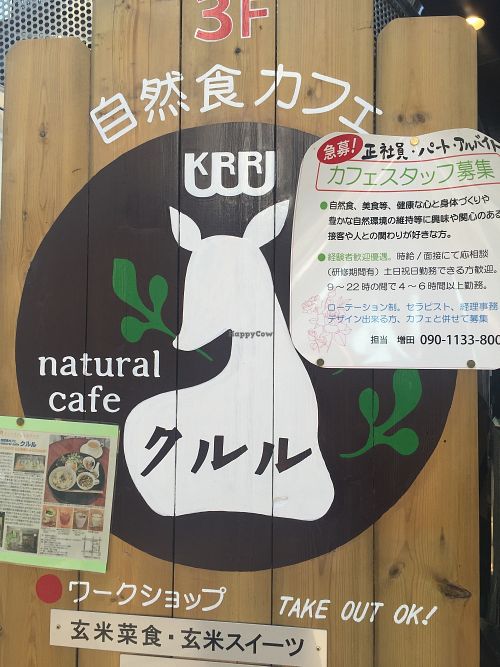 3F
自然食カフェ
KRRU
急募! 正社員・パート・アルバイト
カフェスタッフ募集
●自然食、美食等、健康な心と身体づくりや
豊かな自然環境の維持等に興味や関心のある
接客や人との関わりが好きな方。
●経験者歓迎優遇。時給/面接にて応相談
(研修期間有)土日祝日勤務できる方歓迎。
9~22時の間で4~6時間以上勤務。
ローテーション制。セラピスト、経理事務
デザイン出来る方、カフェと併せて募集
担当 増田 090-1133-800
HappyCow
natural
cafe
クルル
クルル
ワークショップ
TAKE OUT OK!
玄米菜食・玄米スイーツ